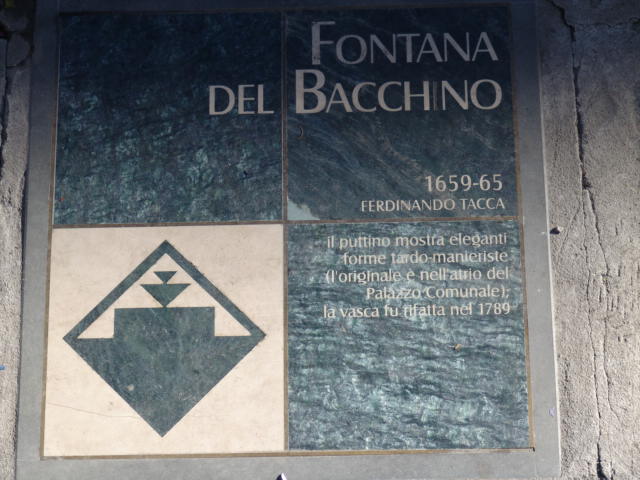 FONTANA
DEL BACCHINO
1659-65
FERDINANDO TACCA
il puttino mostra eleganti
forme tardo-manieriste
(l'originale è nell'atrio del
Palazzo Comunale);
la vasca fu rifatta nel 1789